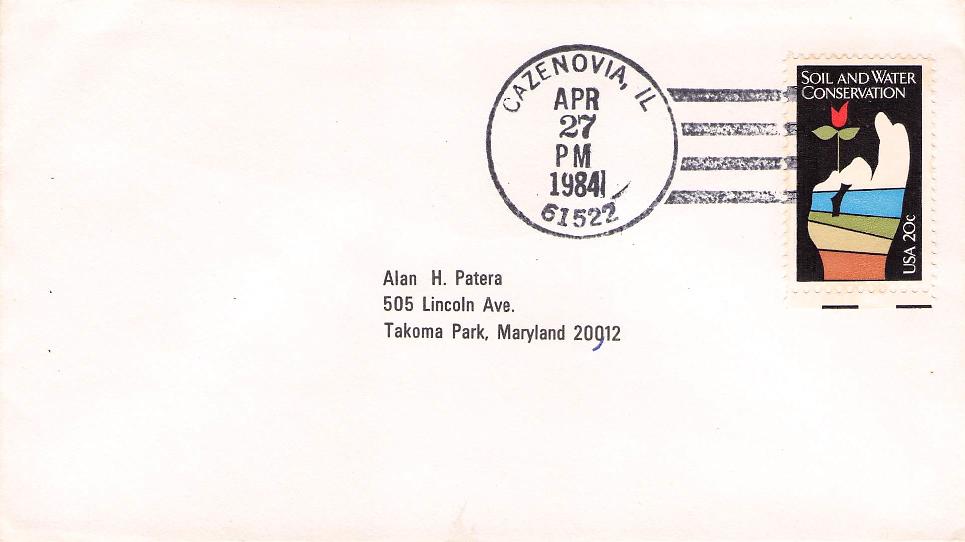 CAZENOVIA, IL
APR
27
PM
1984
61522
SOIL AND WATER
CONSERVATION
USA 20c
Alan H. Patera
505 Lincoln Ave.
Takoma Park, Maryland 20012